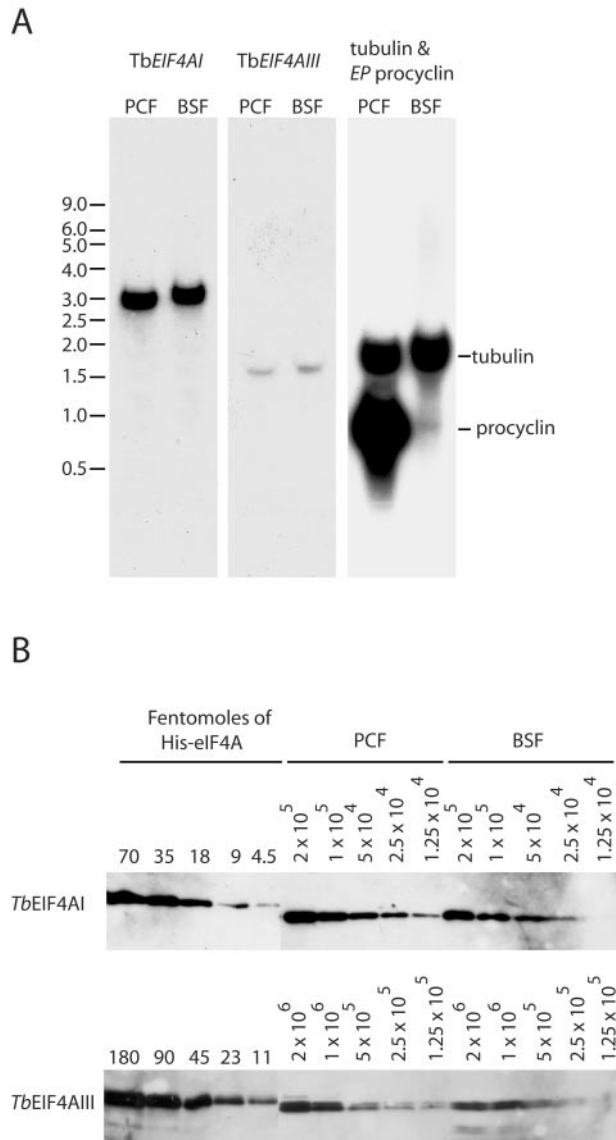 A
TbEIF4AI
TbEIF4AIII
tubulin &
EP procyclin
PCF BSF
PCF BSF
PCF BSF
9.0
6.0
5.0
4.0
3.0
2.5
2.0
1.5
1.0
0.5
tubulin
procyclin
B
Fentomoles of
His-eIF4A
PCF
BSF
70 35 18 9 4.5
2 x 10^5
1 x 10^5
5 x 10^4
2.5 x 10^4
1.25 x 10^4
2 x 10^5
1 x 10^5
5 x 10^4
2.5 x 10^4
1.25 x 10^4
TbEIF4AI
180 90 45 23 11
2 x 10^6
1 x 10^6
5 x 10^5
2.5 x 10^5
1.25 x 10^5
2 x 10^6
1 x 10^6
5 x 10^5
2.5 x 10^5
1.25 x 10^5
TbEIF4AIII